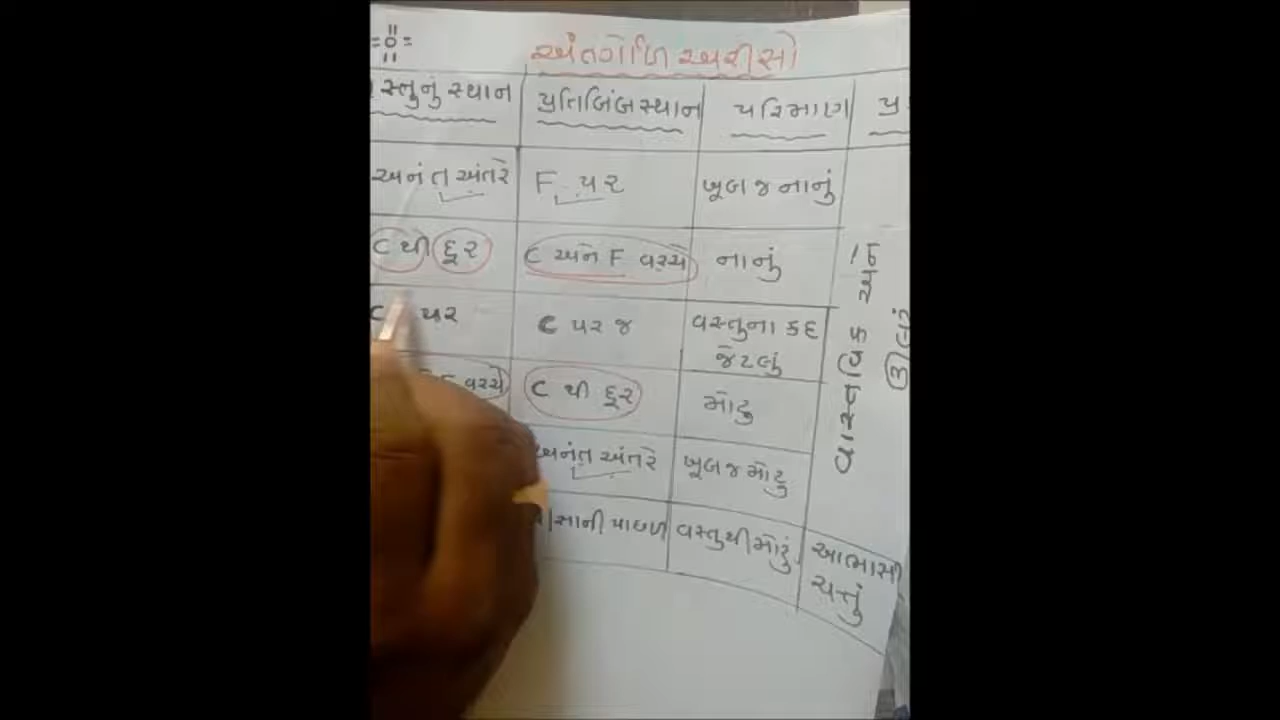 અંતર્ગોળ અરીસો
સ્તુનું સ્થાન પ્રતિબિંબ સ્થાન પરિમાણ
અનંત અંતરે F પર ખૂબ જ નાનું
C થી દૂર C અને F વચ્ચે નાનું
C પર C પર જ વસ્તુના કદ
જેટલું
F વચ્ચે C થી દૂર મોટુ
અનંત અંતરે ખૂબ જ મોટુ
સાની પાછળ વસ્તુથી મોટું આભાસી
ચત્તું
વાસ્તવિક અને